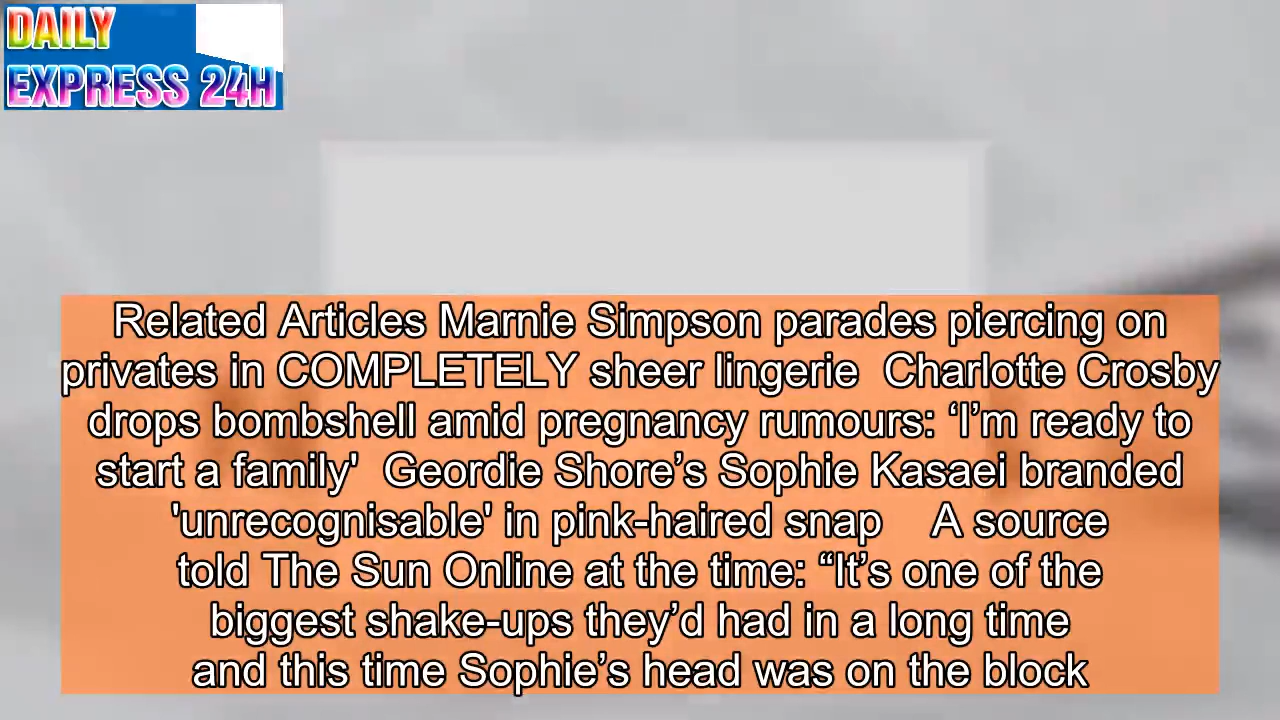 DAILY
EXPRESS 24H
Related Articles Marnie Simpson parades piercing on
privates in COMPLETELY sheer lingerie  Charlotte Crosby
drops bombshell amid pregnancy rumours: ‘I’m ready to
start a family'  Geordie Shore’s Sophie Kasaei branded
'unrecognisable' in pink-haired snap     A source
told The Sun Online at the time: “It’s one of the
biggest shake-ups they’d had in a long time
and this time Sophie’s head was on the block